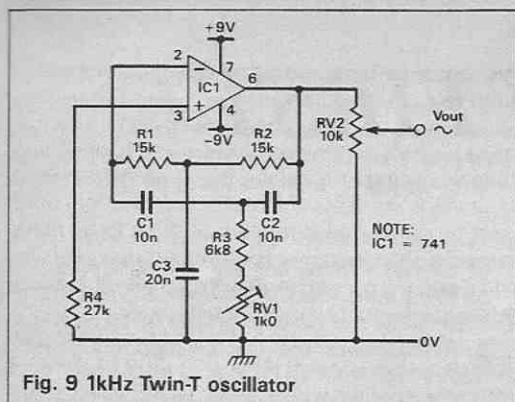 +9V
2
7
6
IC1
3
4
-9V
Vout
RV2
10k
R1
15k
R2
15k
C1
10n
C2
10n
R3
6k8
NOTE:
IC1 = 741
C3
20n
RV1
1k0
R4
27k
0V
Fig. 9 1kHz Twin-T oscillator